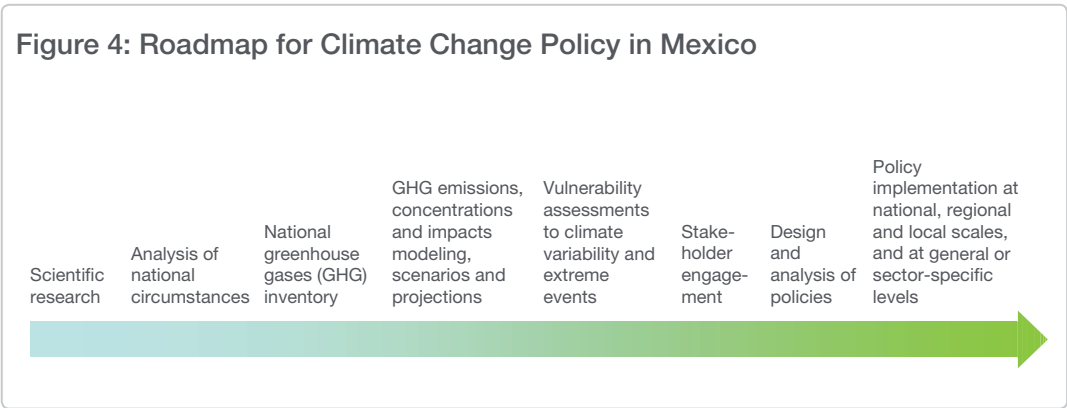 Figure 4: Roadmap for Climate Change Policy in Mexico
Scientific
research
Analysis of
national
circumstances
National
greenhouse
gases (GHG)
inventory
GHG emissions,
concentrations
and impacts
modeling,
scenarios and
projections
Vulnerability
assessments
to climate
variability and
extreme
events
Stake-
holder
engage-
ment
Design
and
analysis of
policies
Policy
implementation at
national, regional
and local scales,
and at general or
sector-specific
levels